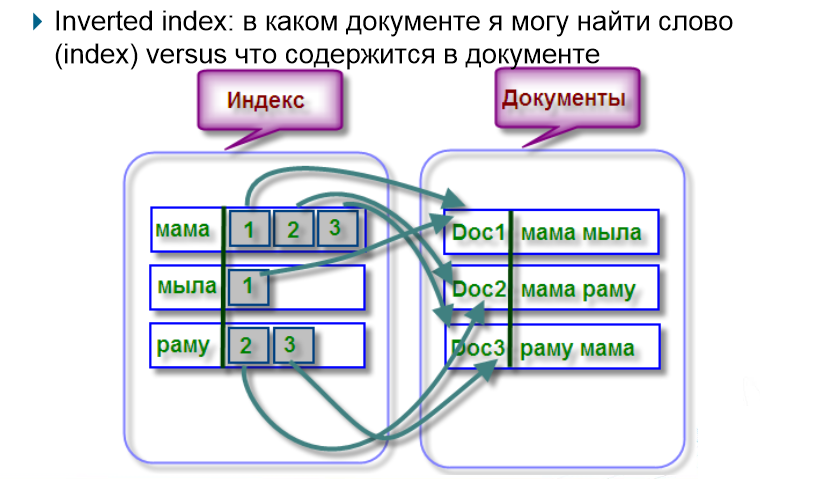 Inverted index: в каком документе я могу найти слово
(index) versus что содержится в документе
Индекс
Документы
мама 1 2 3
мыла 1
раму 2 3
Doc1 мама мыла
Doc2 мама раму
Doc3 раму мама